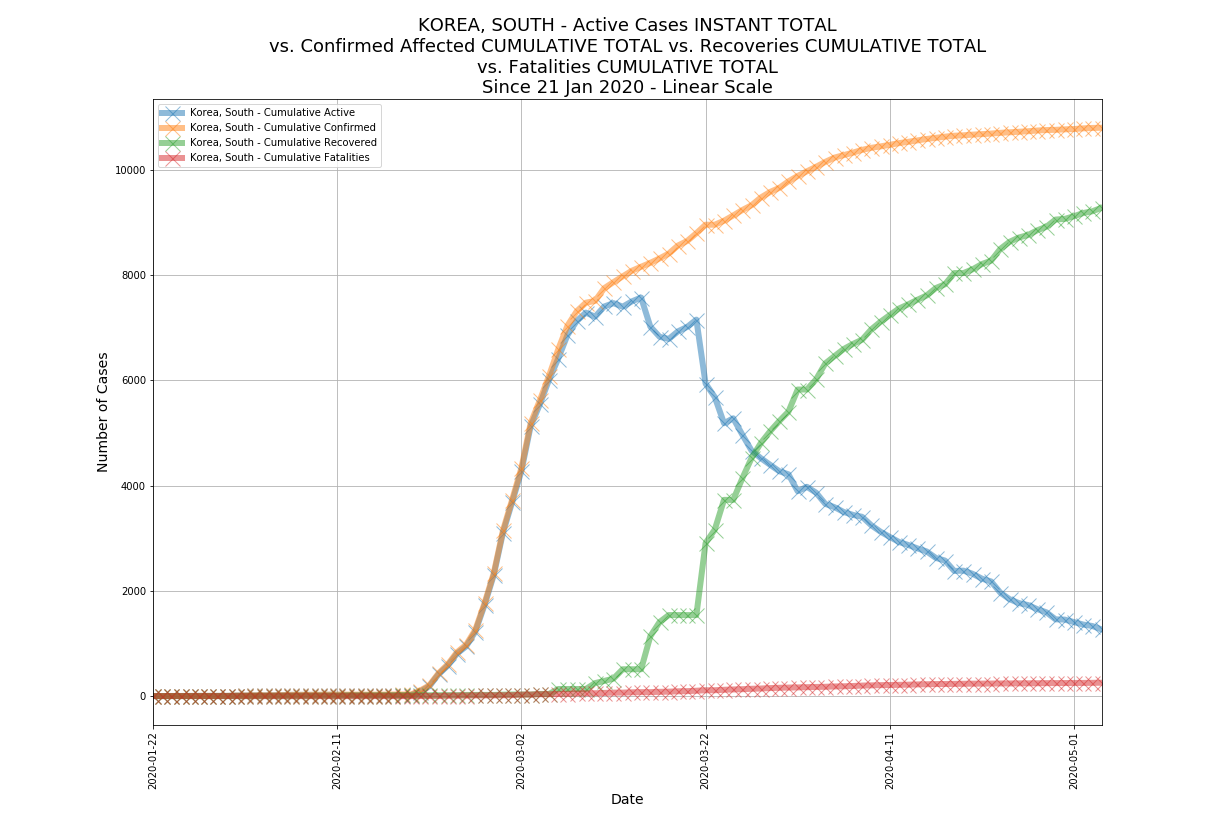 KOREA, SOUTH - Active Cases INSTANT TOTAL
vs. Confirmed Affected CUMULATIVE TOTAL vs. Recoveries CUMULATIVE TOTAL
vs. Fatalities CUMULATIVE TOTAL
Since 21 Jan 2020 - Linear Scale
Korea, South - Cumulative Active
Korea, South - Cumulative Confirmed
Korea, South - Cumulative Recovered
Korea, South - Cumulative Fatalities
10000
8000
6000
4000
2000
0
Number of Cases
2020-01-22
2020-02-11
2020-03-02
2020-03-22
2020-04-11
2020-05-01
Date